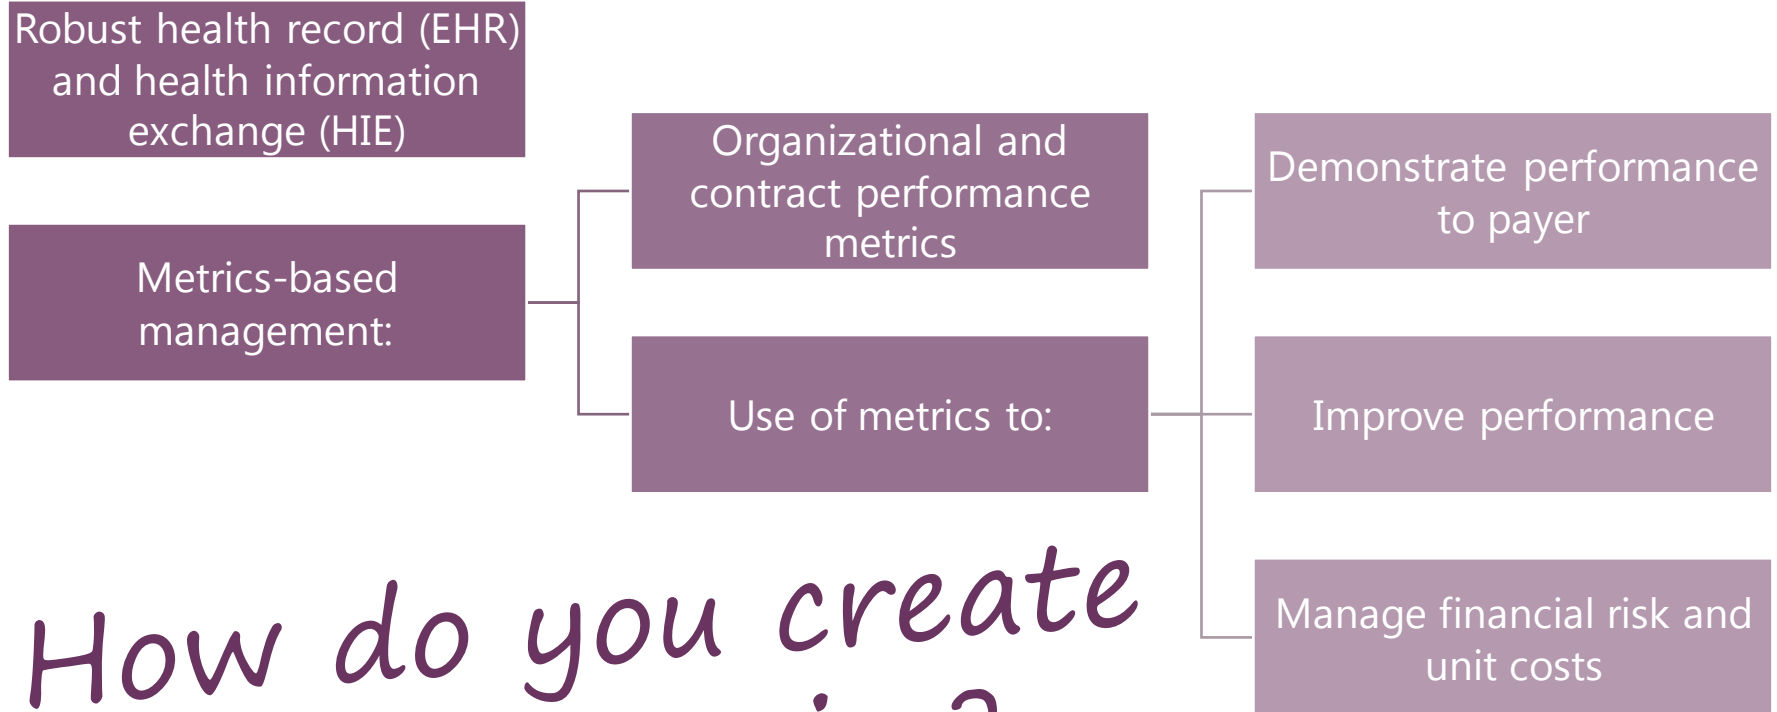 Robust health record (EHR)
and health information
exchange (HIE)
Metrics-based
management:
Organizational and
contract performance
metrics
Use of metrics to:
Demonstrate performance
to payer
Improve performance
Manage financial risk and
unit costs
How do you create